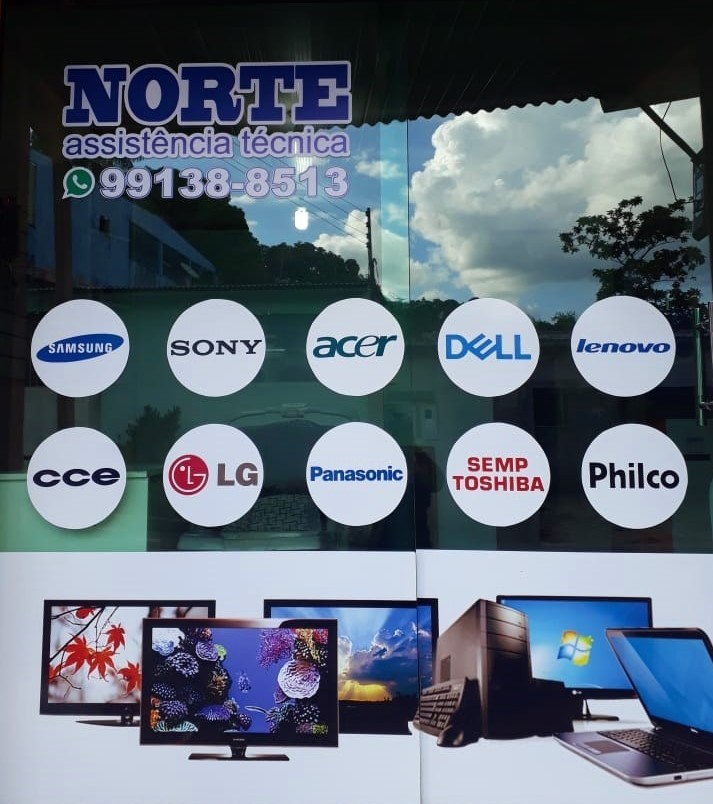 NORTE
assistência técnica
99138-8513
SAMSUNG
SONY
acer
DELL
lenovo
cce
LG
Panasonic
SEMP
TOSHIBA
Philco